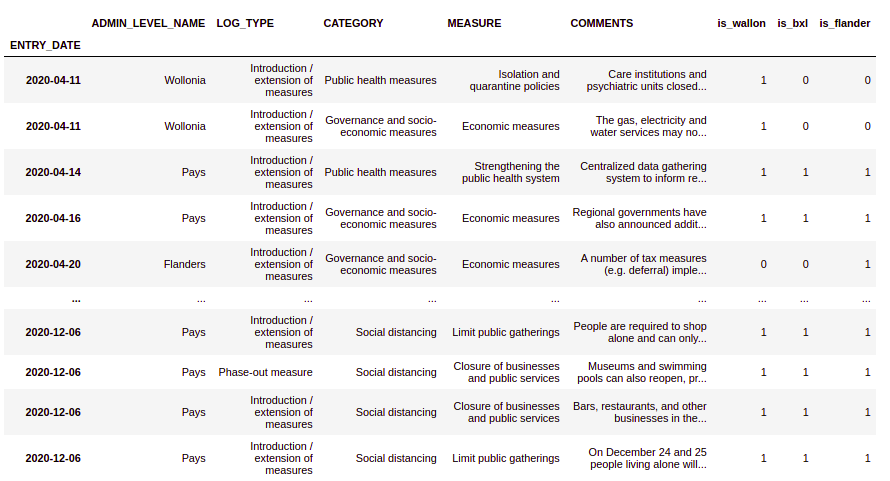 ADMIN_LEVEL_NAME LOG_TYPE CATEGORY MEASURE COMMENTS is_wallon is_bxl is_flander
ENTRY_DATE
2020-04-11 Wollonia Introduction / extension of measures Public health measures Isolation and quarantine policies Care institutions and psychiatric units closed... 1 0 0
2020-04-11 Wollonia Introduction / extension of measures Governance and socio-economic measures Economic measures The gas, electricity and water services may no... 1 0 0
2020-04-14 Pays Introduction / extension of measures Public health measures Strengthening the public health system Centralized data gathering system to inform re... 1 1 1
2020-04-16 Pays Introduction / extension of measures Governance and socio-economic measures Economic measures Regional governments have also announced addit... 1 1 1
2020-04-20 Flanders Introduction / extension of measures Governance and socio-economic measures Economic measures A number of tax measures (e.g. deferral) imple... 0 0 1
... ... ... ... ... ... ... ... ...
2020-12-06 Pays Introduction / extension of measures Social distancing Limit public gatherings People are required to shop alone and can only... 1 1 1
2020-12-06 Pays Phase-out measure Social distancing Closure of businesses and public services Museums and swimming pools can also reopen, pr... 1 1 1
2020-12-06 Pays Introduction / extension of measures Social distancing Closure of businesses and public services Bars, restaurants, and other businesses in the... 1 1 1
2020-12-06 Pays Introduction / extension of measures Social distancing Limit public gatherings On December 24 and 25 people living alone will... 1 1 1